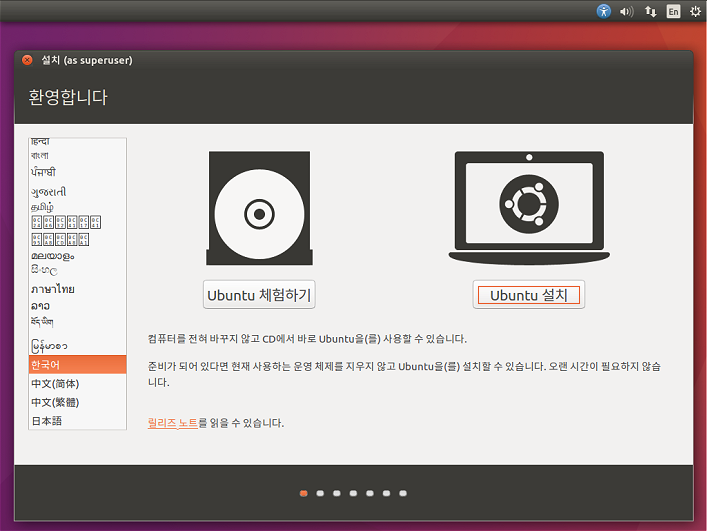 En
설치 (as superuser)
환영합니다
हिन्दी
বাংলা
ਪੰਜਾਬੀ
ગુજરાતી
தமிழ்
മലയാളം
සිංහල
ภาษาไทย
ລາວ
བོད་ཡིག
မြန်မာစာ
한국어
中文(简体)
中文(繁體)
日本語
Ubuntu 체험하기
Ubuntu 설치
컴퓨터를 전혀 바꾸지 않고 CD에서 바로 Ubuntu을(를) 사용할 수 있습니다.
준비가 되어 있다면 현재 사용하는 운영 체제를 지우지 않고 Ubuntu을(를) 설치할 수 있습니다. 오랜 시간이 필요하지 않습
니다.
릴리즈 노트를 읽을 수 있습니다.